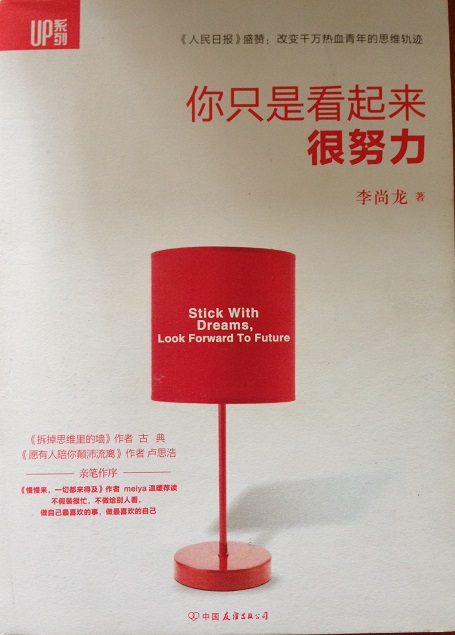 UP系列
《人民日报》盛赞：改变千万热血青年的思维轨迹
你只是看起来
很努力
李尚龙 著
Stick With
Dreams,
Look Forward To Future
《拆掉思维里的墙》作者 古 典
《愿有人陪你颠沛流离》作者 卢思浩
亲笔作序
《慢慢来，一切都来得及》作者 meiya 温暖荐读
不假装很忙，不做给别人看，
做自己最喜欢的事，做最喜欢的自己
中国友谊出版公司